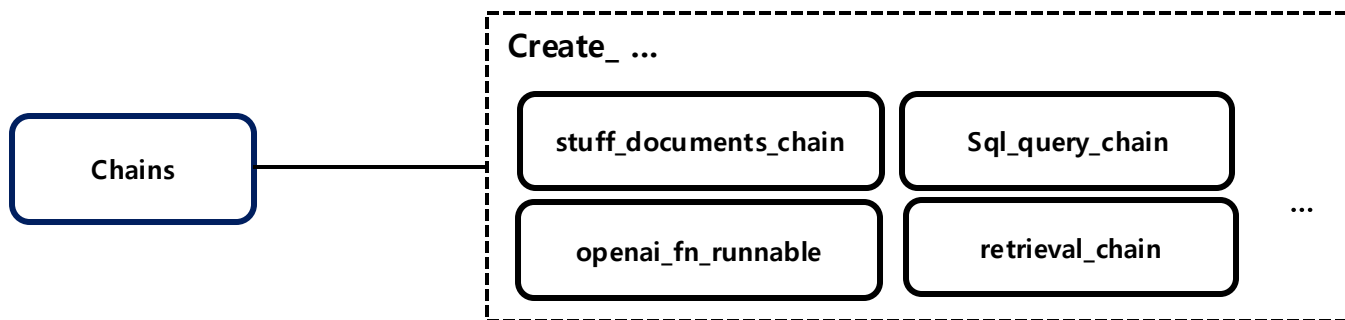 Create_ ...
Chains
stuff_documents_chain
Sql_query_chain
openai_fn_runnable
retrieval_chain
...